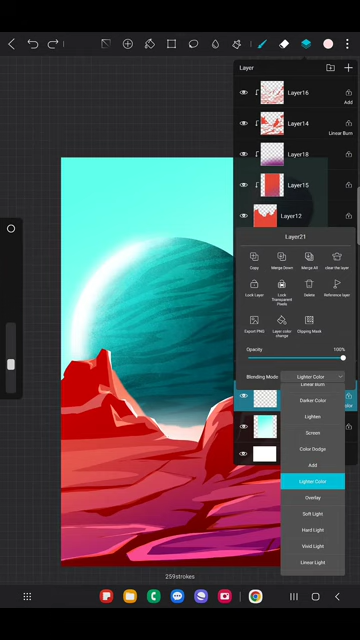 Layer
Layer16
Add
Layer14
Linear Burn
Layer18
Layer15
Layer12
Layer21
Copy
Merge Down
Merge All
clear the layer
Lock Layer
Lock Transparent Pixels
Delete
Reference layer
Export PNG
Layer color change
Clipping Mask
Opacity
100%
Blending Mode
Lighter Color
Linear Burn
Darker Color
Lighten
Screen
Color Dodge
Add
Lighter Color
Overlay
Soft Light
Hard Light
Vivid Light
Linear Light
259strokes